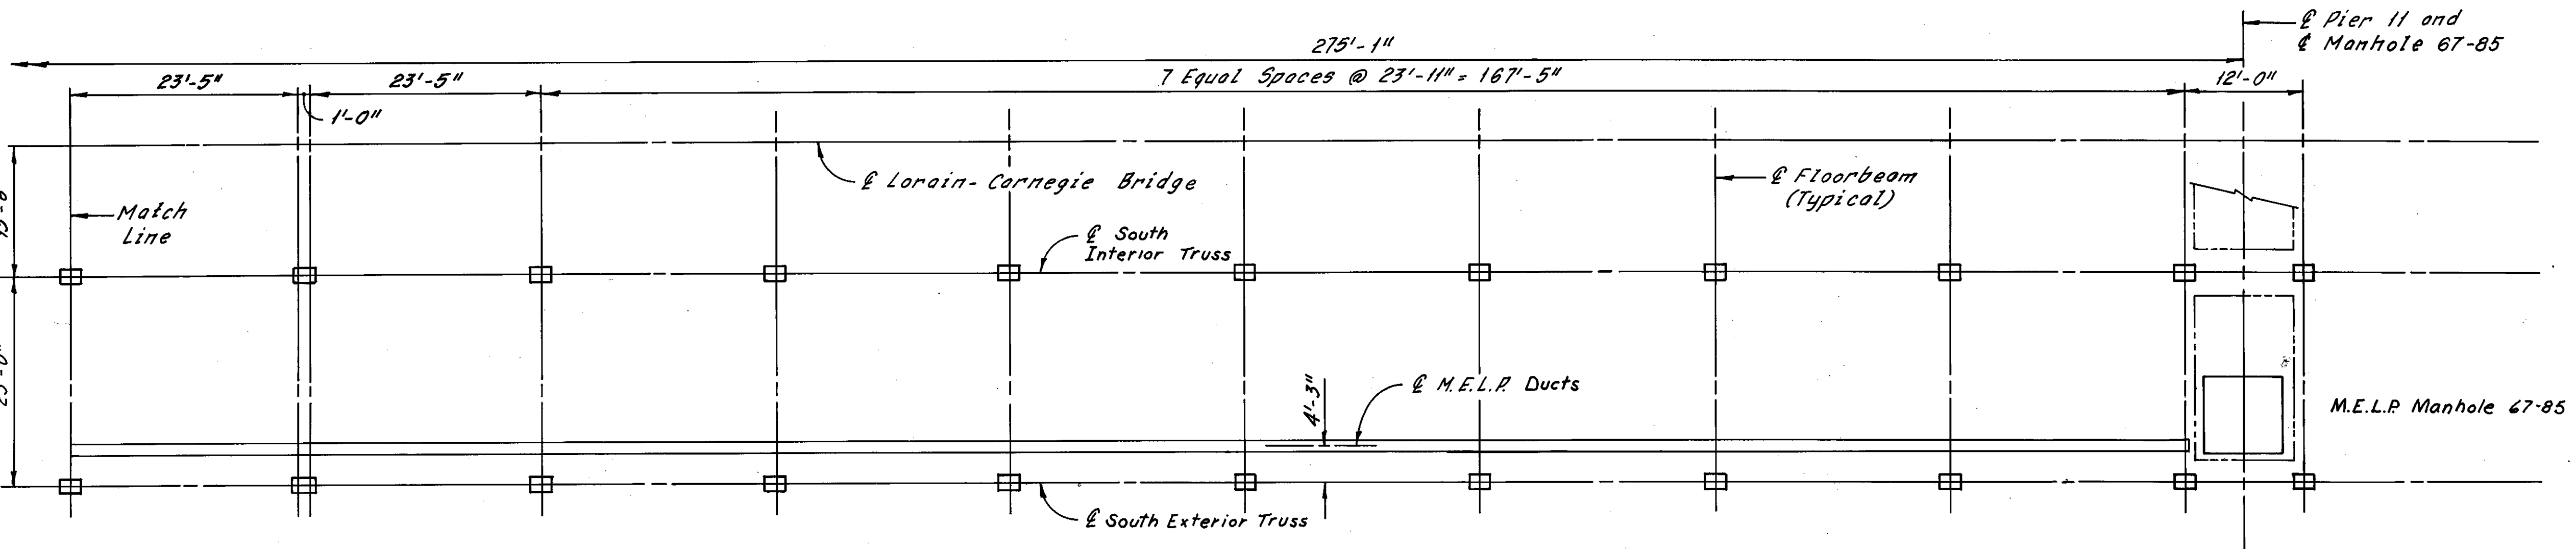 ℄ Pier 11 and
℄ Manhole 67-85
275'-1"
23'-5"
23'-5"
7 Equal Spaces @ 23'-11" = 167'-5"
12'-0"
1'-0"
℄ Lorain-Carnegie Bridge
℄ Floorbeam
(Typical)
Match
Line
℄ South
Interior Truss
℄ M.E.L.P. Ducts
4'-3"
M.E.L.P. Manhole 67-85
℄ South Exterior Truss